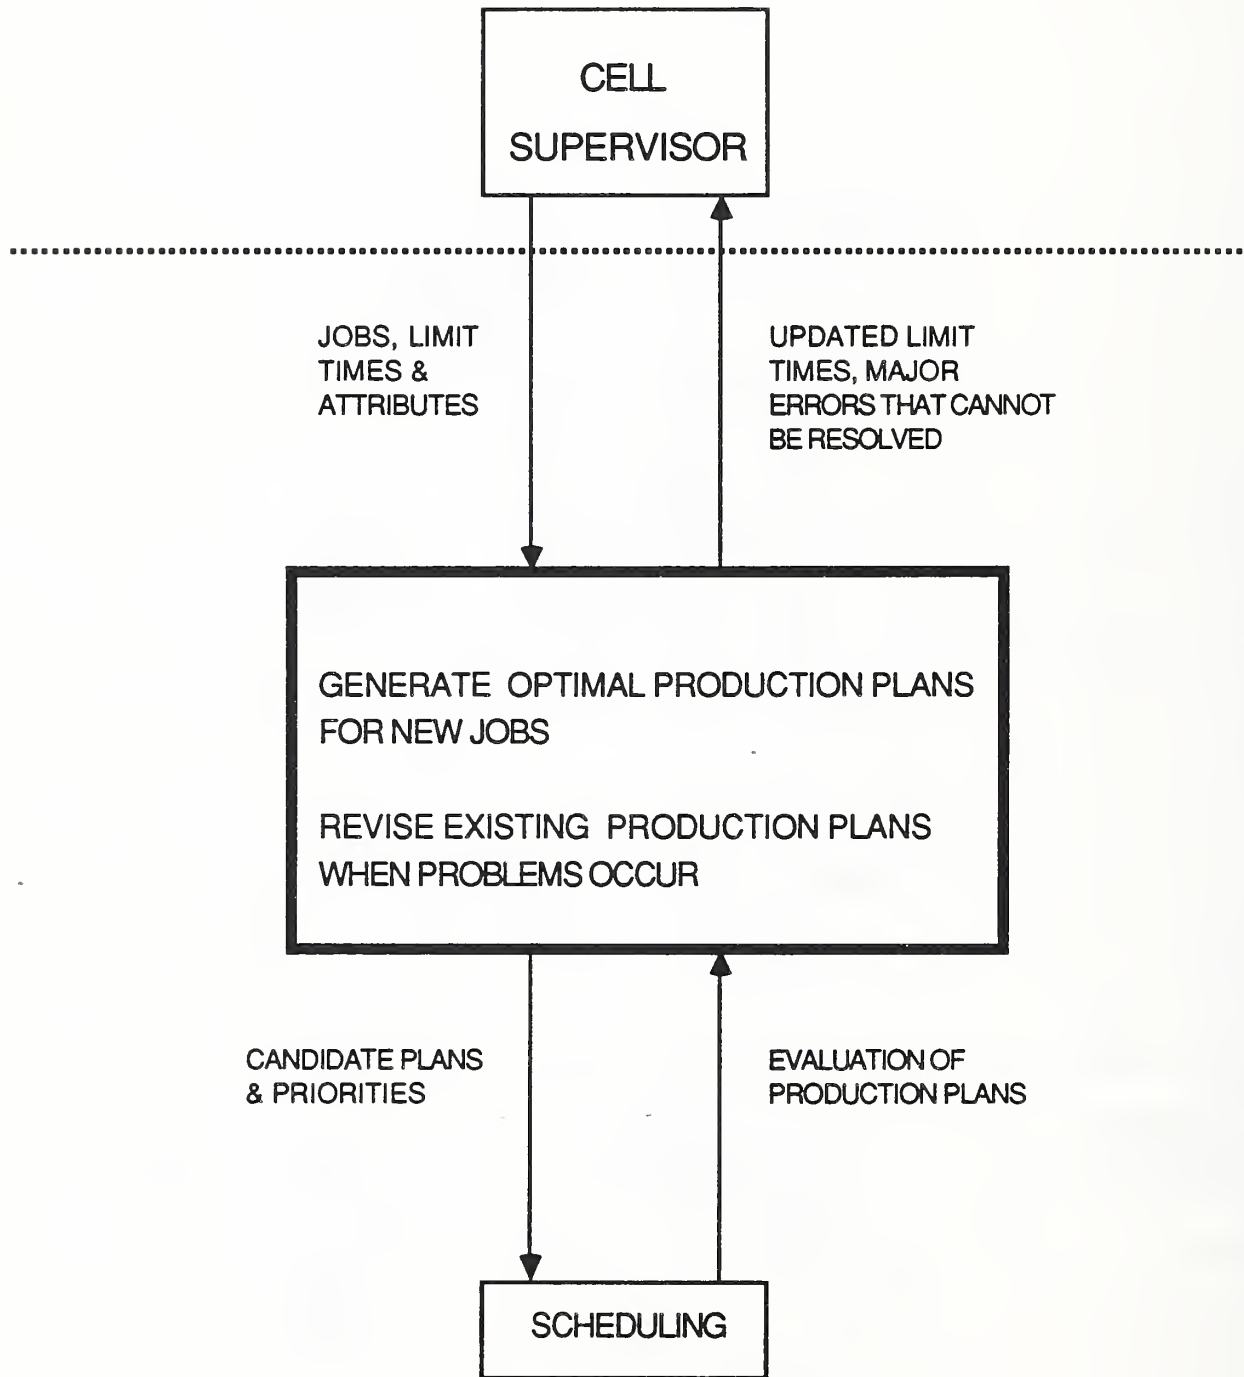 CELL
SUPERVISOR
JOBS, LIMIT
TIMES &
ATTRIBUTES
UPDATED LIMIT
TIMES, MAJOR
ERRORS THAT CANNOT
BE RESOLVED
GENERATE OPTIMAL PRODUCTION PLANS
FOR NEW JOBS
REVISE EXISTING PRODUCTION PLANS
WHEN PROBLEMS OCCUR
CANDIDATE PLANS
& PRIORITIES
EVALUATION OF
PRODUCTION PLANS
SCHEDULING